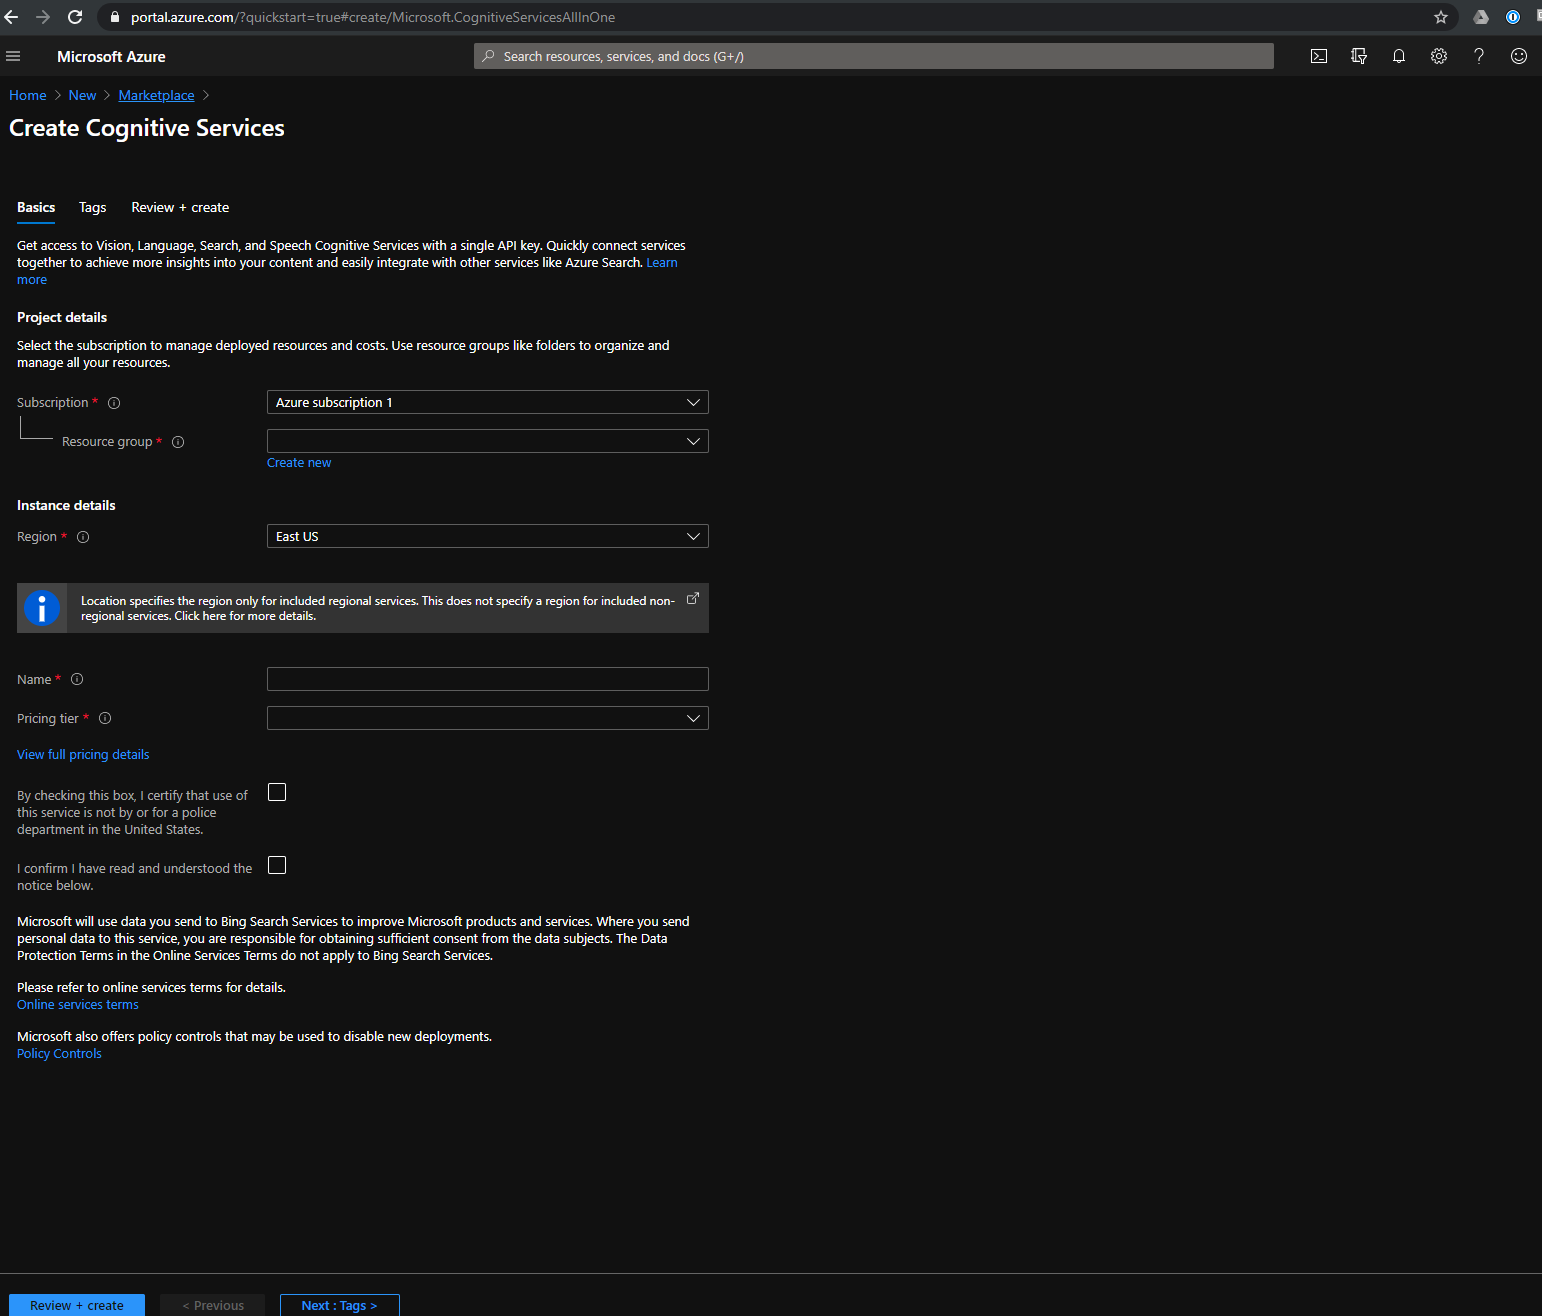 portal.azure.com/?quickstart=true#create/Microsoft.CognitiveServicesAllInOne
Microsoft Azure
Search resources, services, and docs (G+/)
Home > New > Marketplace >
Create Cognitive Services
Basics Tags Review + create
Get access to Vision, Language, Search, and Speech Cognitive Services with a single API key. Quickly connect services
together to achieve more insights into your content and easily integrate with other services like Azure Search. Learn
more
Project details
Select the subscription to manage deployed resources and costs. Use resource groups like folders to organize and
manage all your resources.
Subscription *
Azure subscription 1
Resource group *
Create new
Instance details
Region *
East US
Location specifies the region only for included regional services. This does not specify a region for included non-
regional services. Click here for more details.
Name *
Pricing tier *
View full pricing details
By checking this box, I certify that use of
this service is not by or for a police
department in the United States.
I confirm I have read and understood the
notice below.
Microsoft will use data you send to Bing Search Services to improve Microsoft products and services. Where you send
personal data to this service, you are responsible for obtaining sufficient consent from the data subjects. The Data
Protection Terms in the Online Services Terms do not apply to Bing Search Services.
Please refer to online services terms for details.
Online services terms
Microsoft also offers policy controls that may be used to disable new deployments.
Policy Controls
Review + create
< Previous
Next : Tags >